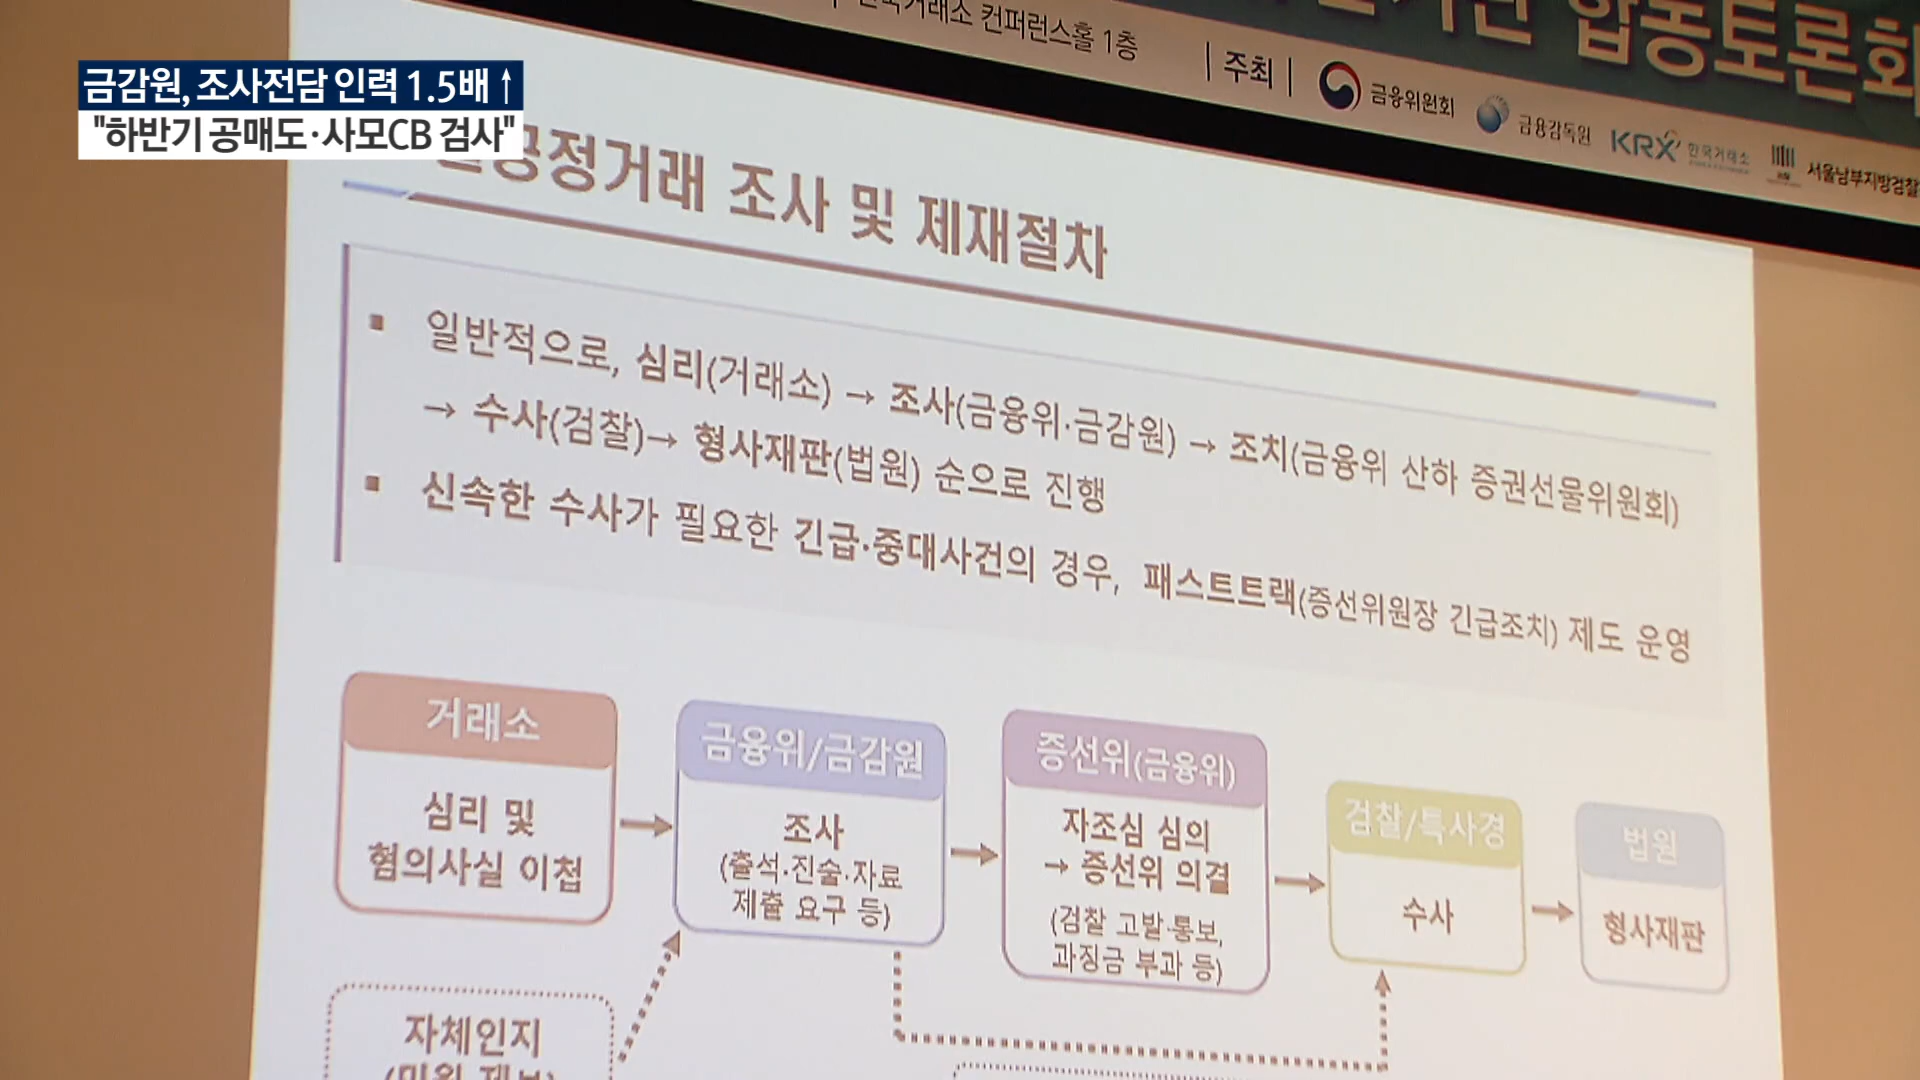 금감원, 조사전담 인력 1.5배↑
"하반기 공매도·사모CB 검사"
컨퍼런스홀 1층
| 주최 |
금융위원회
금융감독원
KRX 한국거래소
서울남부지방검찰
합동토론회
공정거래 조사 및 제재절차
▪ 일반적으로, 심리(거래소) → 조사(금융위·금감원) → 조치(금융위 산하 증권선물위원회)
→ 수사(검찰)→ 형사재판(법원) 순으로 진행
▪ 신속한 수사가 필요한 긴급·중대사건의 경우, 패스트트랙(증선위원장 긴급조치) 제도 운영
거래소
심리 및
혐의사실 이첩
금융위/금감원
조사
(출석·진술·자료
제출 요구 등)
증선위(금융위)
자조심 심의
→ 증선위 의결
(검찰 고발·통보,
과징금 부과 등)
검찰/특사경
수사
법원
형사재판
자체인지